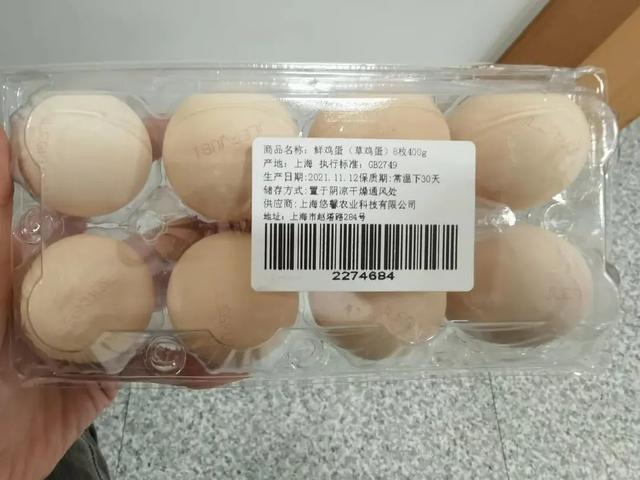 商品名称: 鲜鸡蛋（草鸡蛋）8枚400g
产地: 上海 执行标准: GB2749
生产日期:2021.11.12保质期:常温下30天
储存方式:置于阴凉干燥通风处
供应商:上海悠馨农业科技有限公司
地址: 上海市赵塔路284号
2274684